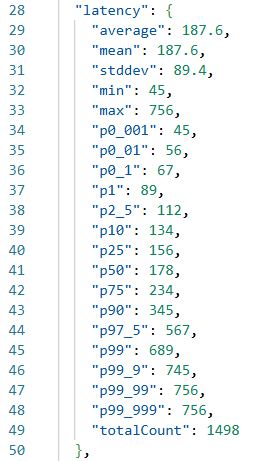 28 "latency": {
29 "average": 187.6,
30 "mean": 187.6,
31 "stddev": 89.4,
32 "min": 45,
33 "max": 756,
34 "p0_001": 45,
35 "p0_01": 56,
36 "p0_1": 67,
37 "p1": 89,
38 "p2_5": 112,
39 "p10": 134,
40 "p25": 156,
41 "p50": 178,
42 "p75": 234,
43 "p90": 345,
44 "p97_5": 567,
45 "p99": 689,
46 "p99_9": 745,
47 "p99_99": 756,
48 "p99_999": 756,
49 "totalCount": 1498
50 },